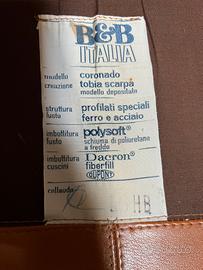 B&B
ITALIA
modello coronado
creazione tobia scarpa
modello depositato
struttura profilati speciali
fusto ferro e acciaio
imbottitura polysoft®
fusto schiuma di poliuretano
a freddo
imbottitura Dacron®
cuscini fiberfill
DUPONT
collaudo
HB